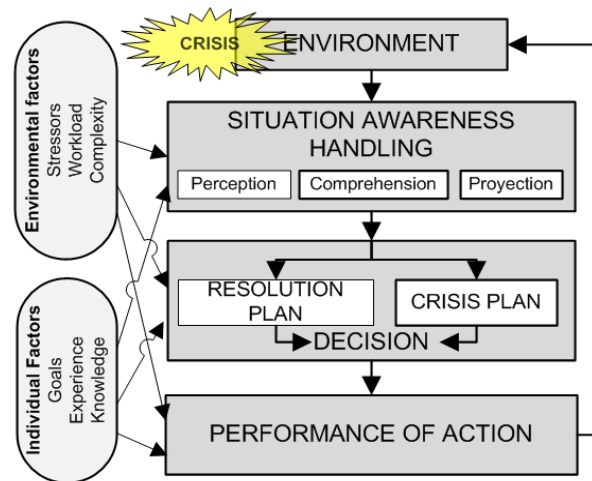 CRISIS
ENVIRONMENT
Environmental factors
Stressors
Workload
Complexity
SITUATION AWARENESS
HANDLING
Perception
Comprehension
Proyection
RESOLUTION
PLAN
CRISIS PLAN
DECISION
Individual Factors
Goals
Experience
Knowledge
PERFORMANCE OF ACTION